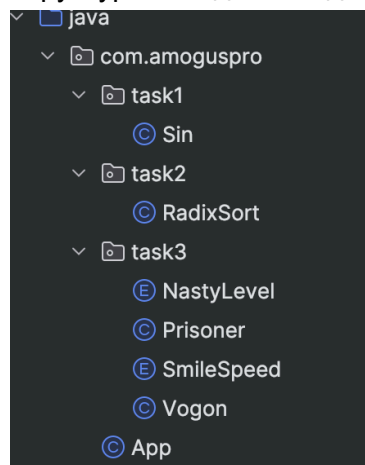 java
com.amoguspro
task1
C Sin
task2
C RadixSort
task3
E NastyLevel
C Prisoner
E SmileSpeed
C Vogon
C App